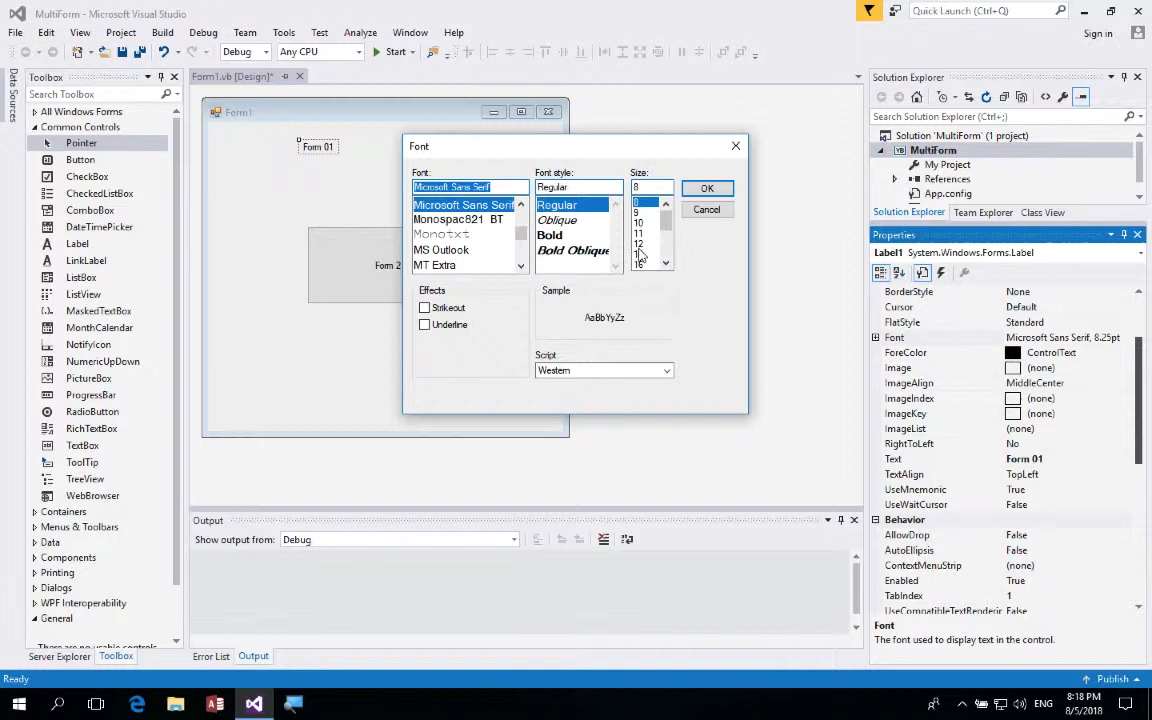 MultiForm - Microsoft Visual Studio
Quick Launch (Ctrl+Q)
File Edit View Project Build Debug Team Tools Test Analyze Window Help
Sign in
Debug
Any CPU
Start
Data Sources
Toolbox
Search Toolbox
All Windows Forms
Common Controls
Pointer
Button
CheckBox
CheckedListBox
ComboBox
DateTimePicker
Label
LinkLabel
ListBox
ListView
MaskedTextBox
MonthCalendar
NotifyIcon
NumericUpDown
PictureBox
ProgressBar
RadioButton
RichTextBox
TextBox
ToolTip
TreeView
WebBrowser
Containers
Menus & Toolbars
Data
Components
Printing
Dialogs
WPF Interoperability
General
Server Explorer Toolbox
Form1.vb [Design]*
Form1
Form 01
Form 2
Font
Font:
Microsoft Sans Serif
Microsoft Sans Serif
Monospac821 BT
Monotxt
MS Outlook
MT Extra
Font style:
Regular
Regular
Oblique
Bold
Bold Oblique
Size:
8
8
9
10
11
12
16
OK
Cancel
Effects
Strikeout
Underline
Sample
AaBbYyZz
Script:
Western
Output
Show output from: Debug
Error List Output
Solution Explorer
Search Solution Explorer (Ctrl+;)
Solution 'MultiForm' (1 project)
MultiForm
My Project
References
App.config
Solution Explorer Team Explorer Class View
Properties
Label1 System.Windows.Forms.Label
BorderStyle None
Cursor Default
FlatStyle Standard
Font Microsoft Sans Serif, 8.25pt
ForeColor ControlText
Image (none)
ImageAlign MiddleCenter
ImageIndex (none)
ImageKey (none)
ImageList (none)
RightToLeft No
Text Form 01
TextAlign TopLeft
UseMnemonic True
UseWaitCursor False
Behavior
AllowDrop False
AutoEllipsis False
ContextMenuStrip (none)
Enabled True
TabIndex 1
UseCompatibleTextRenderir False
Font
The font used to display text in the control.
Ready
Publish
ENG
8:18 PM
8/5/2018